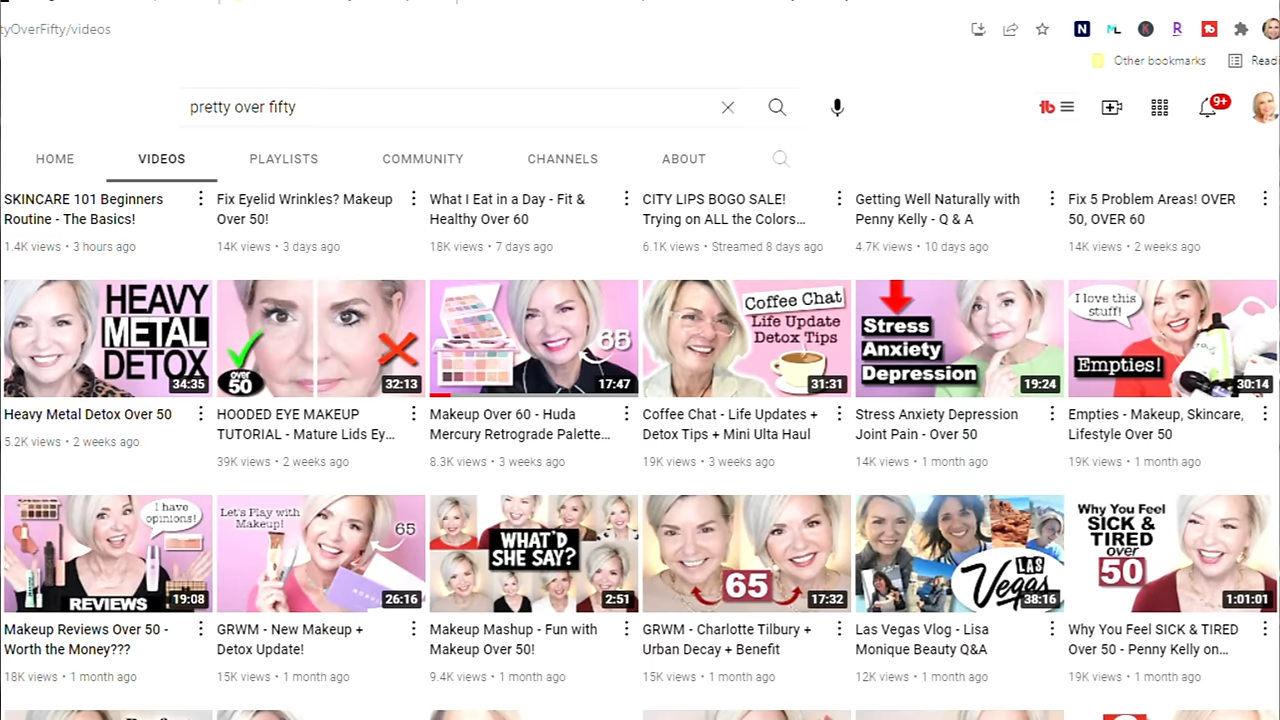 tyOverFifty/videos
Other bookmarks
Readi
pretty over fifty
9+
HOME VIDEOS PLAYLISTS COMMUNITY CHANNELS ABOUT
SKINCARE 101 Beginners
Routine - The Basics!
1.4K views • 3 hours ago
Fix Eyelid Wrinkles? Makeup
Over 50!
14K views • 3 days ago
What I Eat in a Day - Fit &
Healthy Over 60
18K views • 7 days ago
CITY LIPS BOGO SALE!
Trying on ALL the Colors...
6.1K views • Streamed 8 days ago
Getting Well Naturally with
Penny Kelly - Q & A
4.7K views • 10 days ago
Fix 5 Problem Areas! OVER
50, OVER 60
14K views • 2 weeks ago
HEAVY
METAL
DETOX
34:35
Heavy Metal Detox Over 50
5.2K views • 2 weeks ago
over
50
32:13
HOODED EYE MAKEUP
TUTORIAL - Mature Lids Ey...
39K views • 2 weeks ago
65
17:47
Makeup Over 60 - Huda
Mercury Retrograde Palette...
8.3K views • 3 weeks ago
Coffee Chat
Life Update
Detox Tips
31:31
Coffee Chat - Life Updates +
Detox Tips + Mini Ulta Haul
19K views • 3 weeks ago
Stress
Anxiety
Depression
19:24
Stress Anxiety Depression
Joint Pain - Over 50
14K views • 1 month ago
I love this
stuff!
Empties!
30:14
Empties - Makeup, Skincare,
Lifestyle Over 50
19K views • 1 month ago
I have
opinions!
REVIEWS
19:08
Makeup Reviews Over 50 -
Worth the Money???
18K views • 1 month ago
Let's Play with
Makeup!
65
26:16
GRWM - New Makeup +
Detox Update!
15K views • 1 month ago
WHAT'D
SHE SAY?
2:51
Makeup Mashup - Fun with
Makeup Over 50!
9.4K views • 1 month ago
65
17:32
GRWM - Charlotte Tilbury +
Urban Decay + Benefit
15K views • 1 month ago
LAS
Vegas
38:16
Las Vegas Vlog - Lisa
Monique Beauty Q&A
12K views • 1 month ago
Why You Feel
SICK &
TIRED
over
50
1:01:01
Why You Feel SICK & TIRED
Over 50 - Penny Kelly on...
19K views • 1 month ago